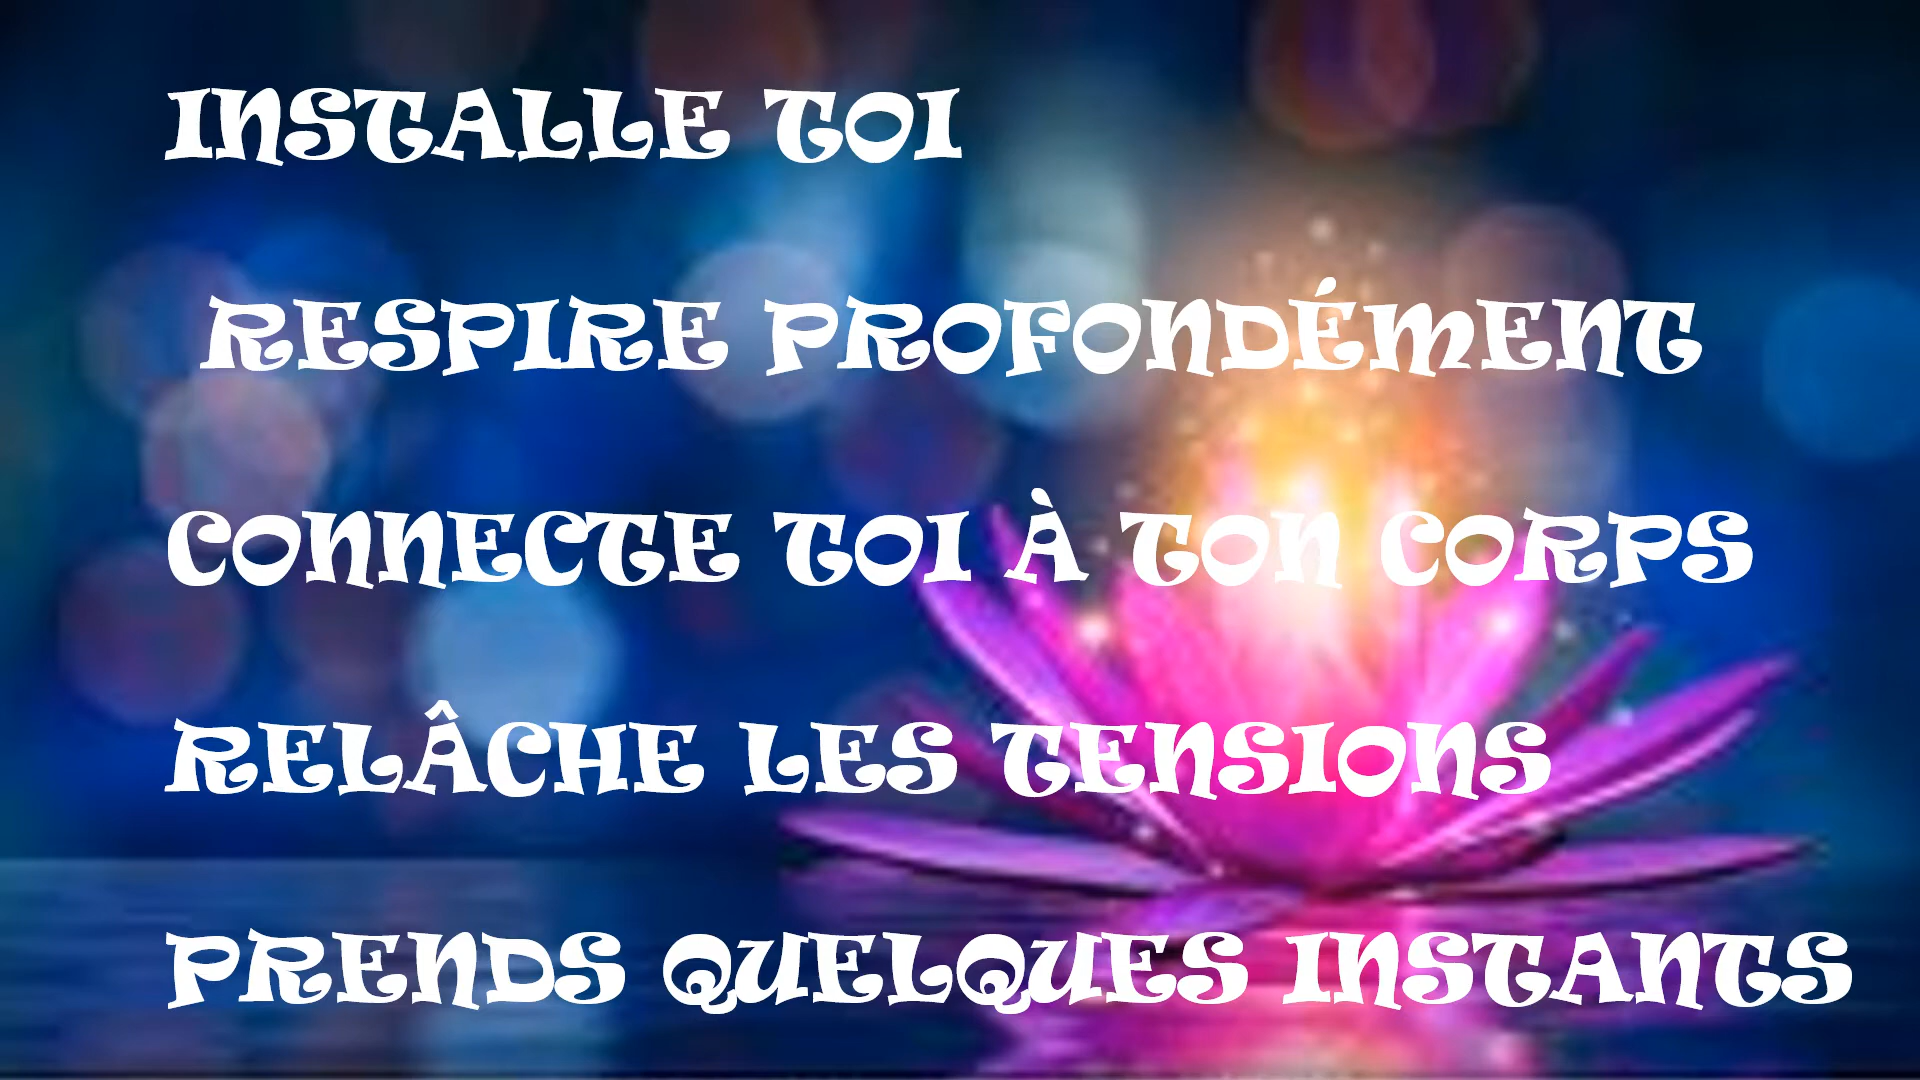 INSTALLE TOI
RESPIRE PROFONDÉMENT
CONNECTE TOI À TON CORPS
RELÂCHE LES TENSIONS
PRENDS QUELQUES INSTANTS